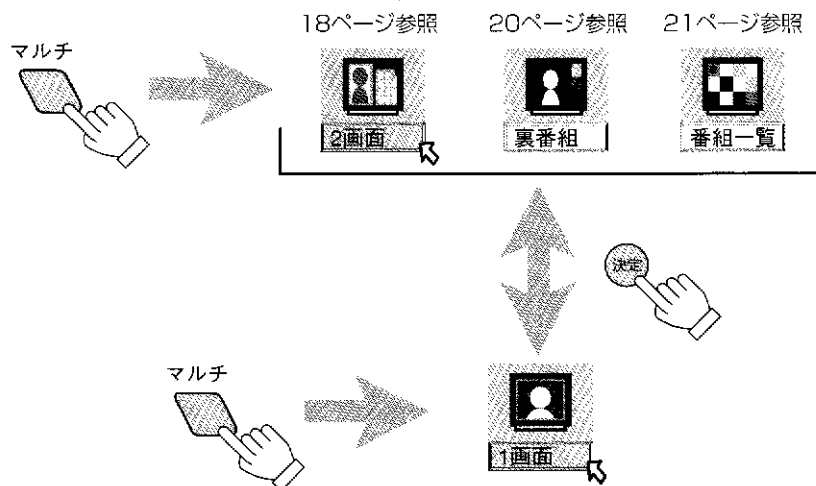 18ページ参照 20ページ参照 21ページ参照
マルチ
2画面 裏番組 番組一覧
決定
マルチ
1画面